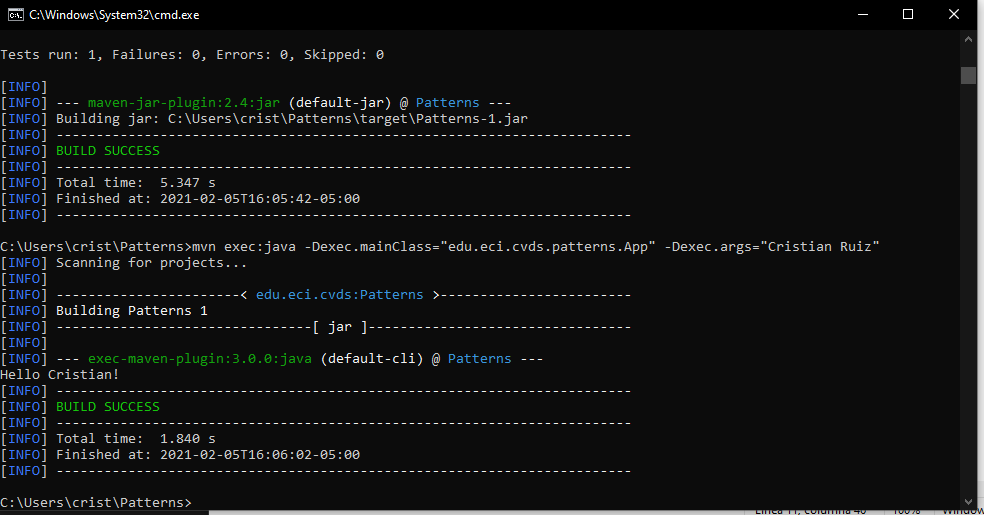 C:\Windows\System32\cmd.exe
Tests run: 1, Failures: 0, Errors: 0, Skipped: 0
[INFO]
[INFO] --- maven-jar-plugin:2.4:jar (default-jar) @ Patterns ---
[INFO] Building jar: C:\Users\crist\Patterns\target\Patterns-1.jar
[INFO] ------------------------------------------------------------------------
[INFO] BUILD SUCCESS
[INFO] ------------------------------------------------------------------------
[INFO] Total time:  5.347 s
[INFO] Finished at: 2021-02-05T16:05:42-05:00
[INFO] ------------------------------------------------------------------------
C:\Users\crist\Patterns>mvn exec:java -Dexec.mainClass="edu.eci.cvds.patterns.App" -Dexec.args="Cristian Ruiz"
[INFO] Scanning for projects...
[INFO]
[INFO] -----------------------< edu.eci.cvds:Patterns >------------------------
[INFO] Building Patterns 1
[INFO] --------------------------------[ jar ]---------------------------------
[INFO]
[INFO] --- exec-maven-plugin:3.0.0:java (default-cli) @ Patterns ---
Hello Cristian!
[INFO] ------------------------------------------------------------------------
[INFO] BUILD SUCCESS
[INFO] ------------------------------------------------------------------------
[INFO] Total time:  1.840 s
[INFO] Finished at: 2021-02-05T16:06:02-05:00
[INFO] ------------------------------------------------------------------------
C:\Users\crist\Patterns>